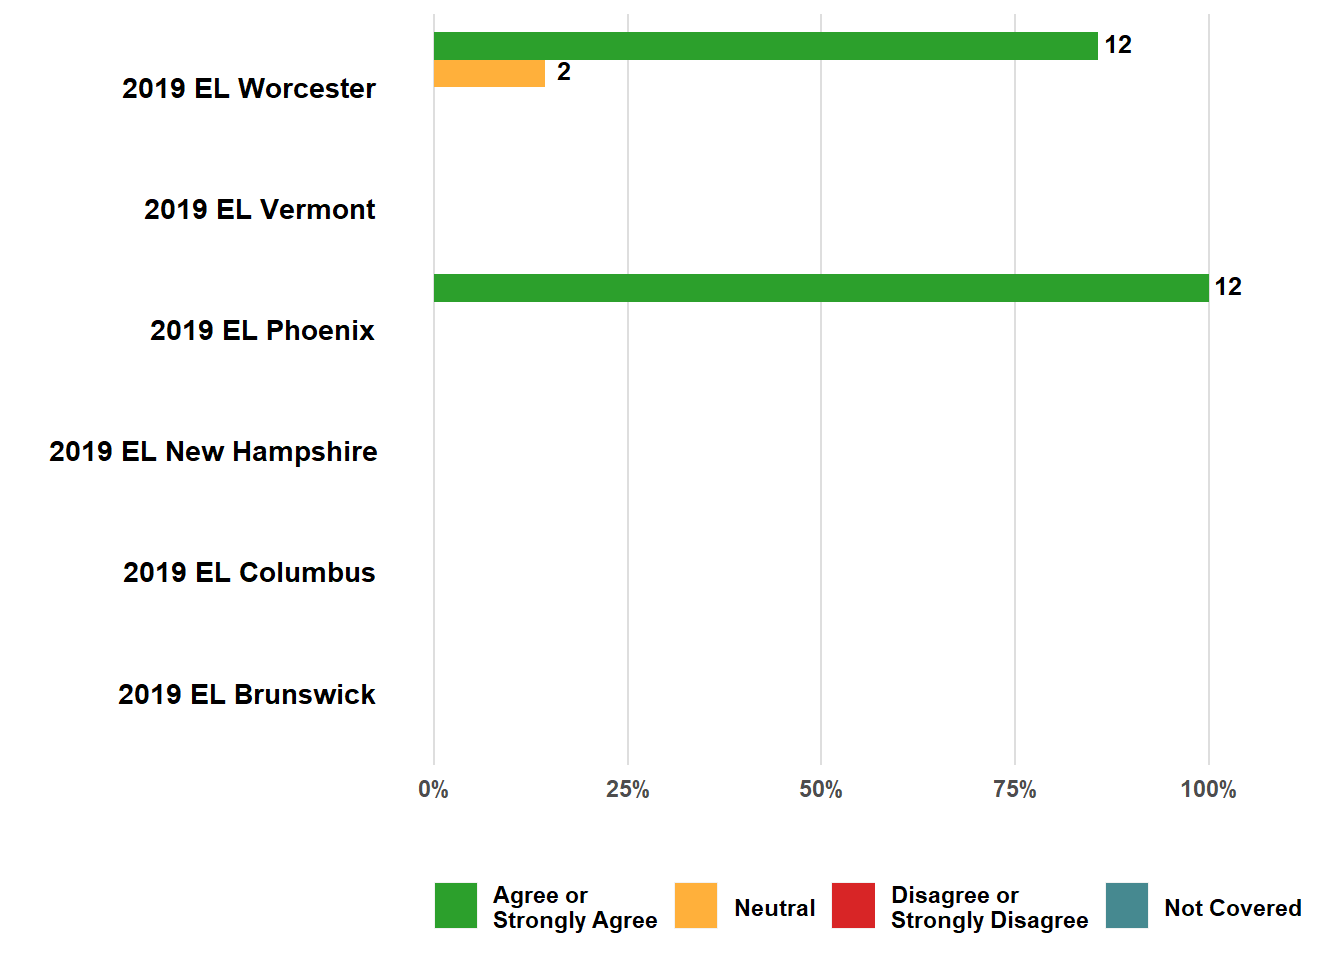 12
2
2019 EL Worcester
2019 EL Vermont
12
2019 EL Phoenix
2019 EL New Hampshire
2019 EL Columbus
2019 EL Brunswick
0% 25% 50% 75% 100%
Agree or
Strongly Agree
Neutral
Disagree or
Strongly Disagree
Not Covered